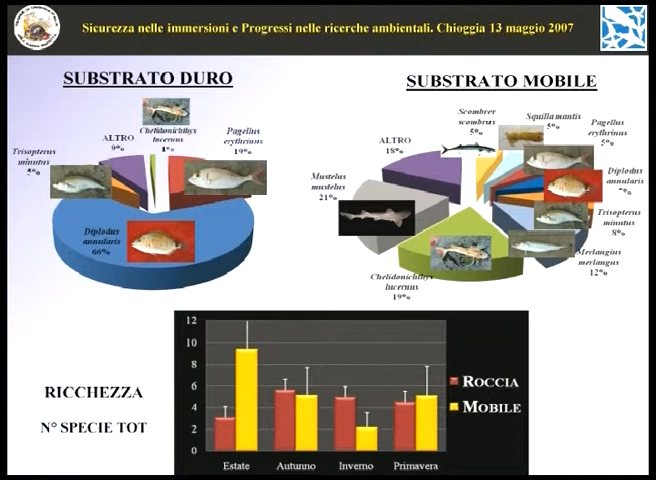 Sicurezza nelle immersioni e Progressi nelle ricerche ambientali. Chioggia 13 maggio 2007
SUBSTRATO DURO
ALTRO
9%
Chelidonichthys
lucernus
1%
Pagellus
erythrinus
19%
Trisopterus
minutus
5%
Diplodus
annularis
66%
SUBSTRATO MOBILE
Scomber
scombrus
5%
Squilla mantis
5%
Pagellus
erythrinus
5%
ALTRO
18%
Mustelus
mustelus
21%
Diplodus
annularis
Trisopterus
minutus
8%
Merlangius
merlangus
12%
Chelidonichthys
lucernus
19%
RICCHEZZA
N° SPECIE TOT
12
10
8
6
4
2
0
Estate Autunno Inverno Primavera
ROCCIA
MOBILE